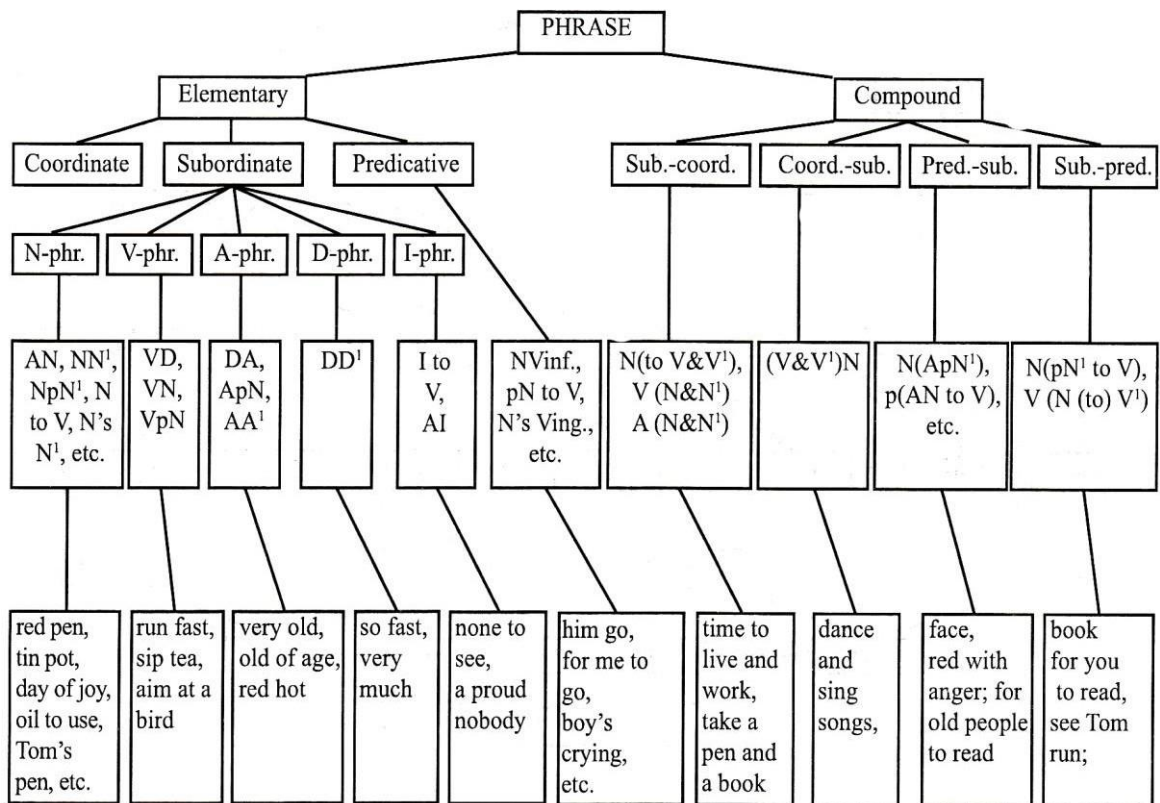 PHRASE
Elementary
Compound
Coordinate
Subordinate
Predicative
Sub.-coord.
Coord.-sub.
Pred.-sub.
Sub.-pred.
N-phr.
V-phr.
A-phr.
D-phr.
I-phr.
AN, NN¹,
NpN¹, N
to V, N's
N¹, etc.
VD,
VN,
VpN
DA,
ApN,
AA¹
DD¹
I to
V,
AI
NVinf.,
pN to V,
N's Ving.,
etc.
N(to V&V¹),
V (N&N¹)
A (N&N¹)
(V&V¹)N
N(ApN¹),
p(AN to V),
etc.
N(pN¹ to V),
V (N (to) V¹)
red pen,
tin pot,
day of joy,
oil to use,
Tom's
pen, etc.
run fast,
sip tea,
aim at a
bird
very old,
old of age,
red hot
so fast,
very
much
none to
see,
a proud
nobody
him go,
for me to
go,
boy's
crying,
etc.
time to
live and
work,
take a
pen and
a book
dance
and
sing
songs,
face,
red with
anger; for
old people
to read
book
for you
to read,
see Tom
run;